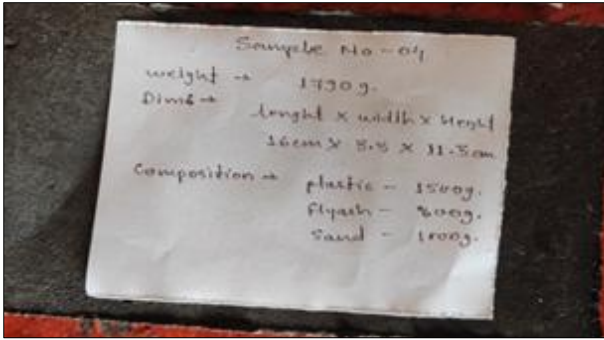 Sample No - 04
weight → 1790g.
Dims →
lenght x width x Height
16cm x 8.5 x 11.5cm
Composition → plastic - 1500g.
Flyash - 600g.
Sand - 1000g.